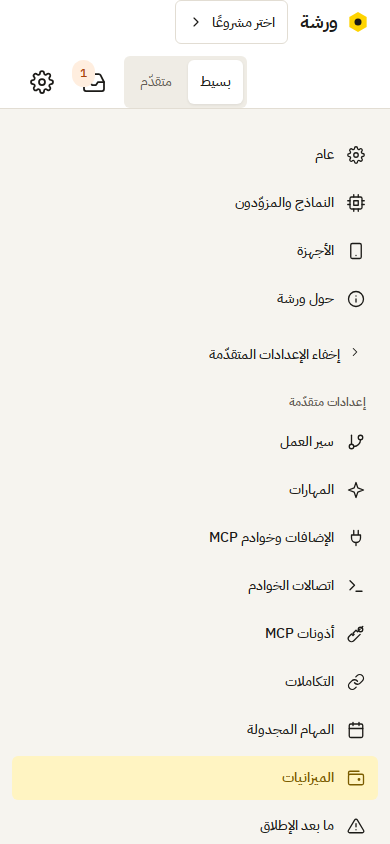 ورشة
اختر مشروعًا
بسيط
متقدّم
1
عام
النماذج والمزوّدون
الأجهزة
حول ورشة
إخفاء الإعدادات المتقدّمة
إعدادات متقدّمة
سير العمل
المهارات
الإضافات وخوادم MCP
اتصالات الخوادم
أذونات MCP
التكاملات
المهام المجدولة
الميزانيات
ما بعد الإطلاق